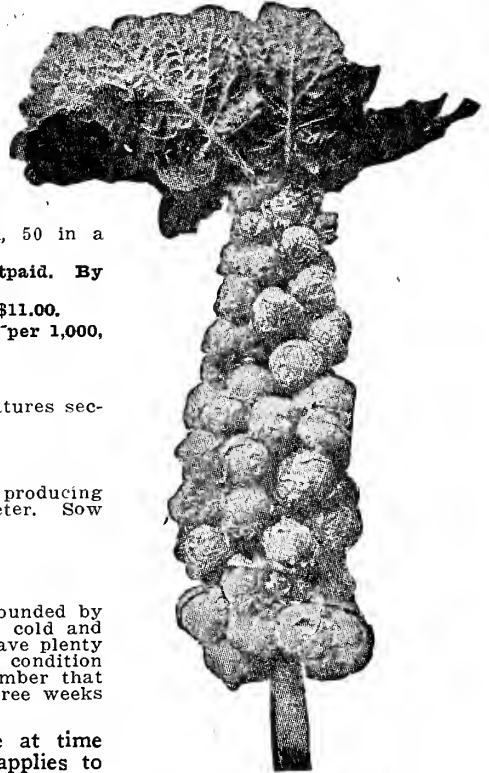 , 50 in a
tpaid. By
$11.00.
per 1,000,
tures sec-
producing
eter. Sow
ounded by
cold and
ave plenty
condition
mber that
ree weeks
e at time
applies to